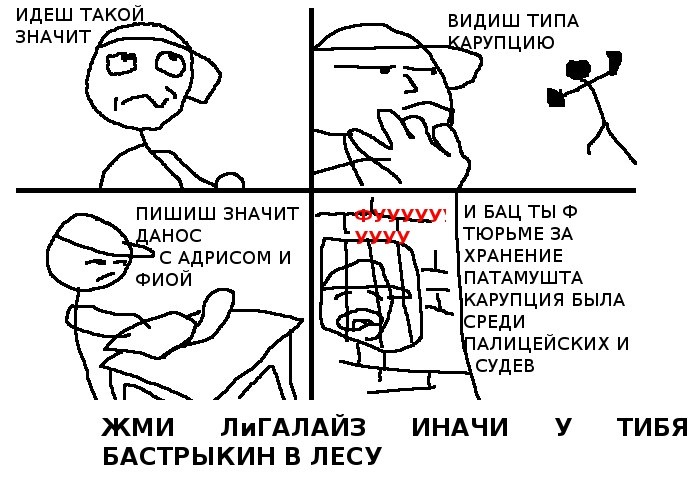 ИДЕШ ТАКОЙ
ЗНАЧИТ
ВИДИШ ТИПА
КАРУПЦИЮ
ПИШИШ ЗНАЧИТ
ДАНОС
С АДРИСОМ И
ФИОЙ
ФУУУУУУ
УУУУ
И БАЦ ТЫ Ф
ТЮРЬМЕ ЗА
ХРАНЕНИЕ
ПАТАМУШТА
КАРУПЦИЯ БЫЛА
СРЕДИ
ПАЛИЦЕЙСКИХ И
СУДЕВ
ЖМИ ЛиГАЛАЙЗ ИНАЧИ У ТИБЯ
БАСТРЫКИН В ЛЕСУ